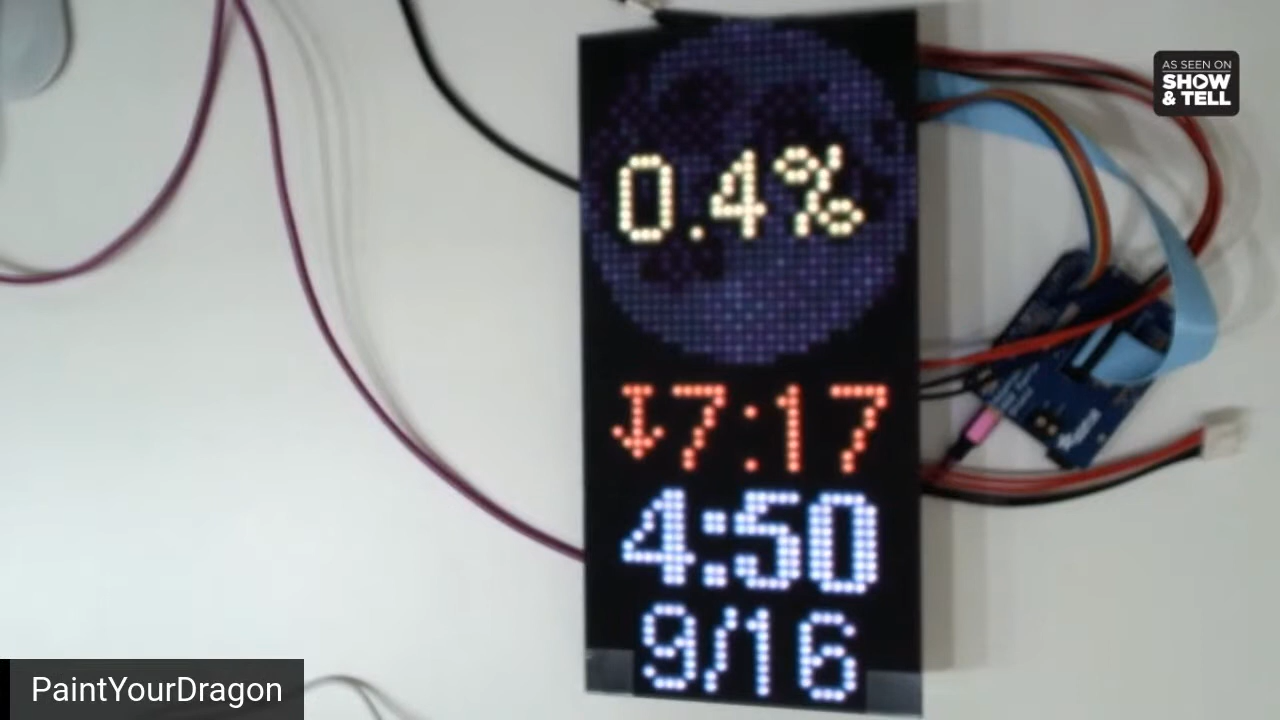 AS SEEN ON
SHOW
& TELL
0.4%
↓7:17
4:50
9/16
PaintYourDragon